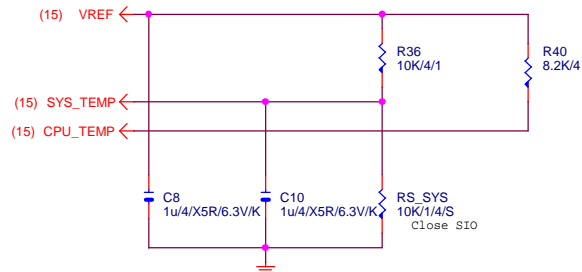 (15) VREF
R36
10K/4/1
R40
8.2K/4
(15) SYS_TEMP
(15) CPU_TEMP
C8
1u/4/X5R/6.3V/K
C10
1u/4/X5R/6.3V/K
RS_SYS
10K/1/4/S
Close SIO